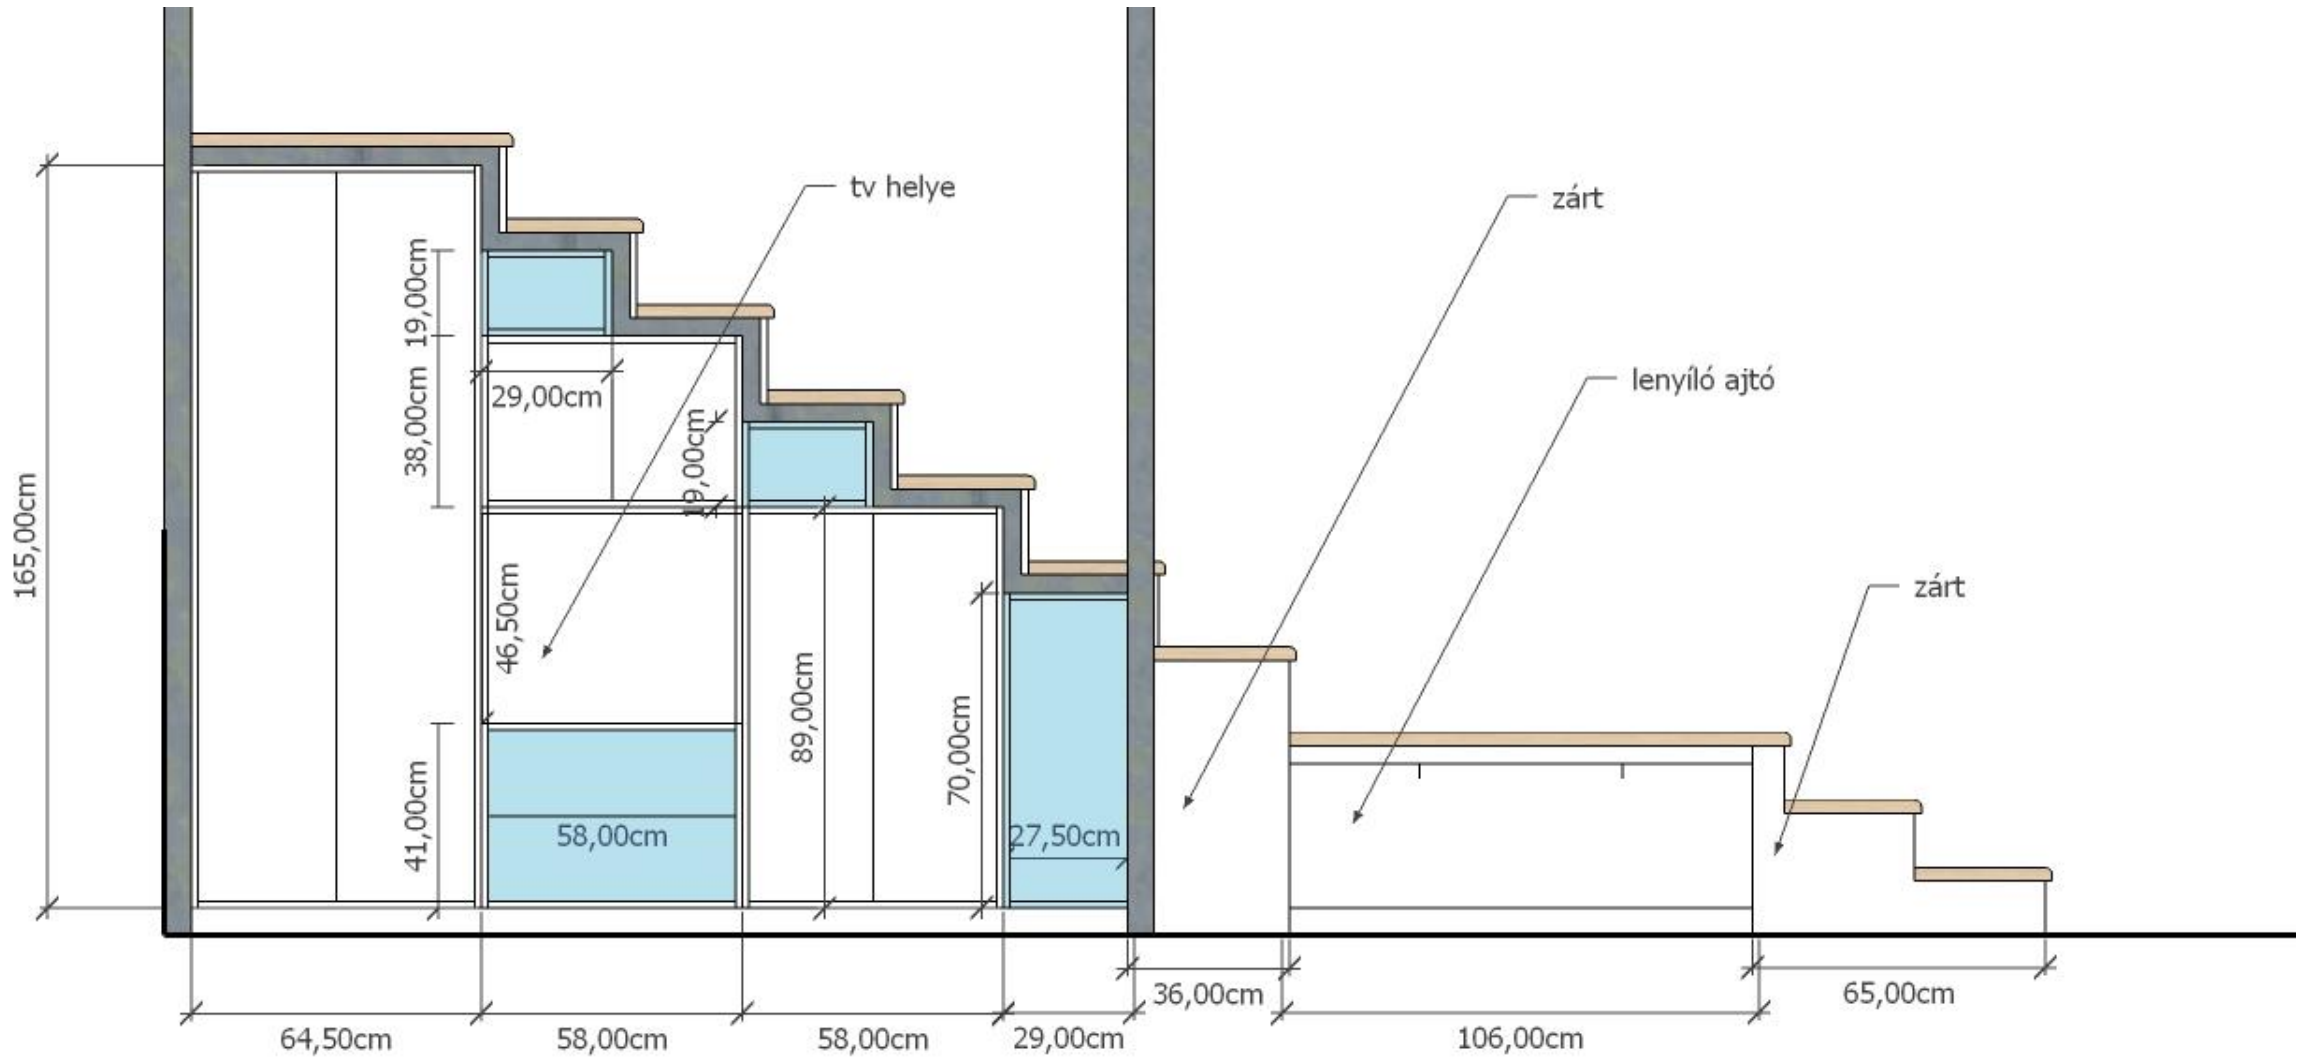 tv helye
zárt
19,00cm
lenyíló ajtó
29,00cm
38,00cm
19,00cm
165,00cm
zárt
46,50cm
89,00cm
70,00cm
41,00cm
58,00cm
27,50cm
36,00cm
65,00cm
64,50cm
58,00cm
58,00cm
29,00cm
106,00cm